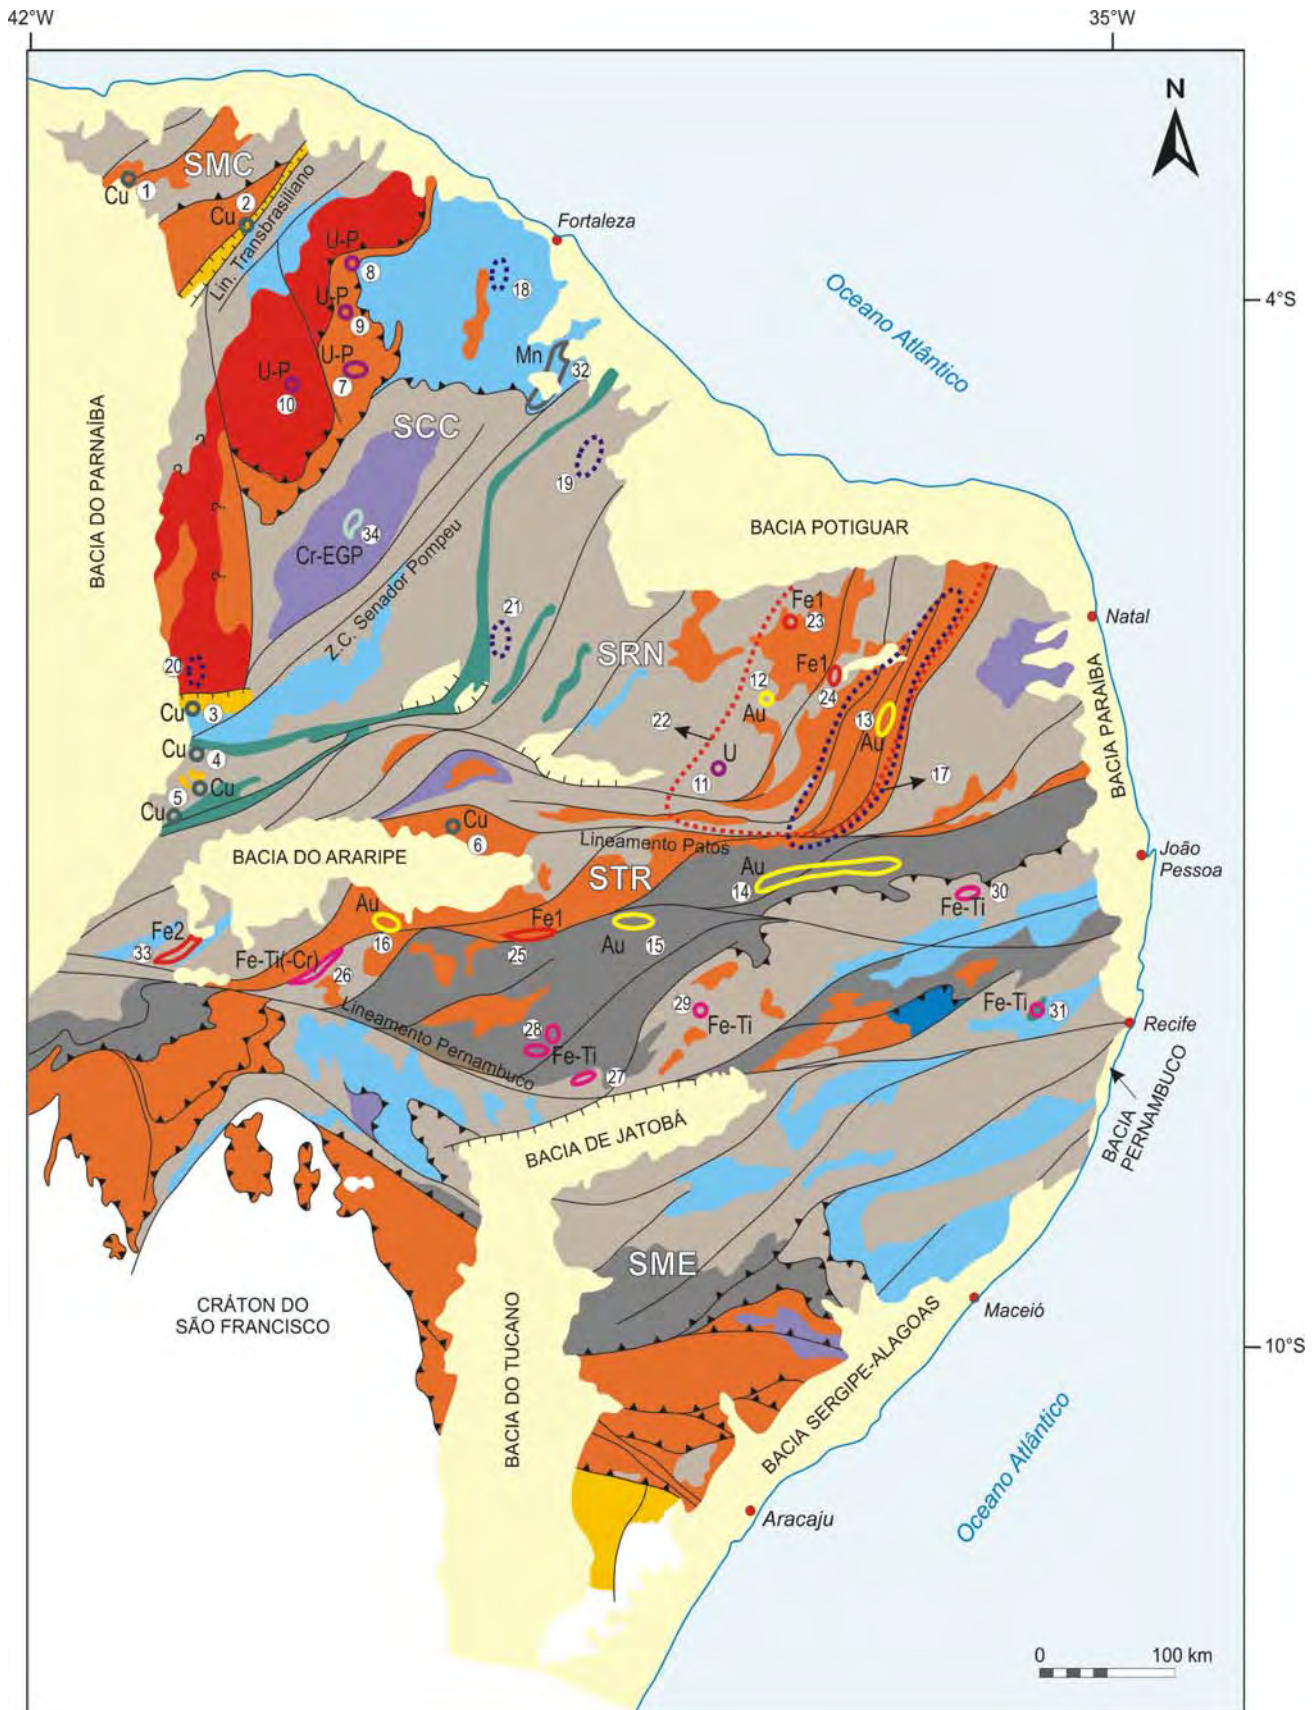 42°W
35°W
N
SMC
Cu
1
2
Cu
Lin. Transbrasiliano
Fortaleza
4°S
U-P
8
18
U-P
9
Oceano Atlântico
U-P
7
Mn
32
U-P
10
SCC
BACIA DO PARNAÍBA
?
?
?
?
19
34
Cr-EGP
Z.C. Senador Pompeu
BACIA POTIGUAR
21
Fe1
23
Natal
SRN
20
12
Au
Fe1
24
Cu
3
22
13
Au
BACIA PARAÍBA
Cu
4
U
11
17
5
Cu
Cu
Cu
6
Lineamento Patos
BACIA DO ARARIPE
João
Pessoa
STR
Au
14
30
Fe-Ti
Au
16
Fe1
25
Au
15
Fe2
33
Fe-Ti(-Cr)
26
29
Fe-Ti
Fe-Ti
31
Recife
28
Fe-Ti
27
Lineamento Pernambuco
BACIA
PERNAMBUCO
BACIA DE JATOBÁ
SME
CRÁTON DO
SÃO FRANCISCO
Maceió
10°S
BACIA DO TUCANO
BACIA SERGIPE-ALAGOAS
Oceano Atlântico
Aracaju
0
100 km